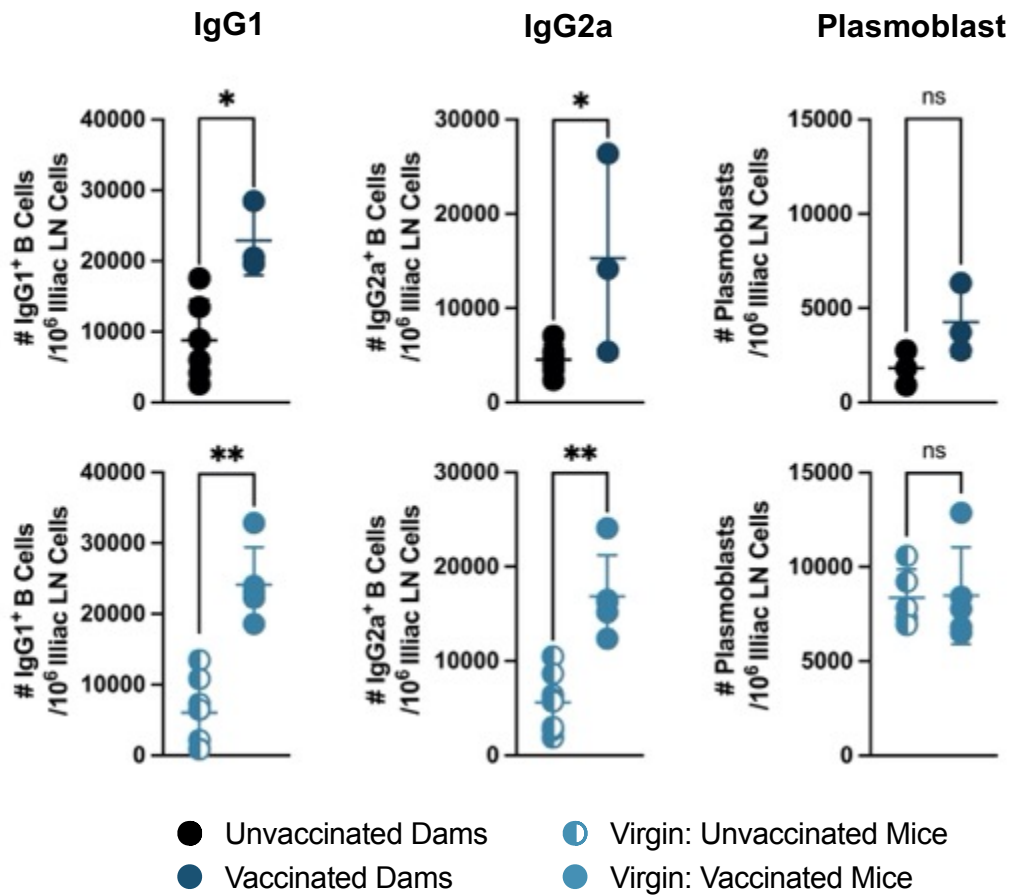 IgG1
IgG2a
Plasmoblast
# IgG1⁺ B Cells
/10⁶ Illiac LN Cells
40000
30000
20000
10000
0
*
# IgG2a⁺ B Cells
/10⁶ Illiac LN Cells
30000
20000
10000
0
*
# Plasmoblasts
/10⁶ Illiac LN Cells
15000
10000
5000
0
ns
# IgG1⁺ B Cells
/10⁶ Illiac LN Cells
40000
30000
20000
10000
0
**
# IgG2a⁺ B Cells
/10⁶ Illiac LN Cells
30000
20000
10000
0
**
# Plasmoblasts
/10⁶ Illiac LN Cells
15000
10000
5000
0
ns
Unvaccinated Dams
Vaccinated Dams
Virgin: Unvaccinated Mice
Virgin: Vaccinated Mice